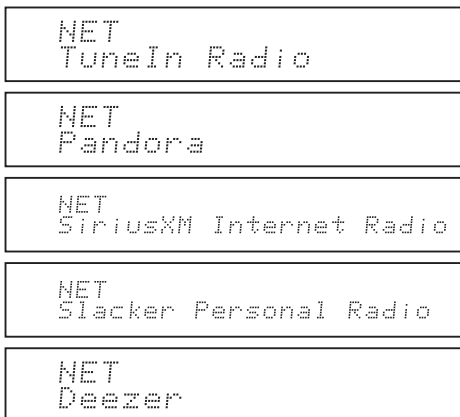 NET
TuneIn Radio
NET
Pandora
NET
SiriusXM Internet Radio
NET
Slacker Personal Radio
NET
Deezer